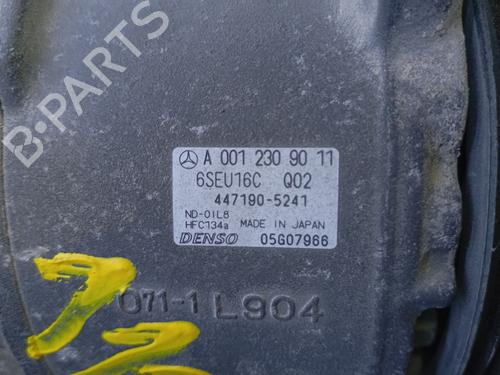 B-Parts
A 001 230 90 11
6SEU16C Q02
447190-5241
ND-OIL8
HFC134a MADE IN JAPAN
DENSO 05G07966
071-1 L904